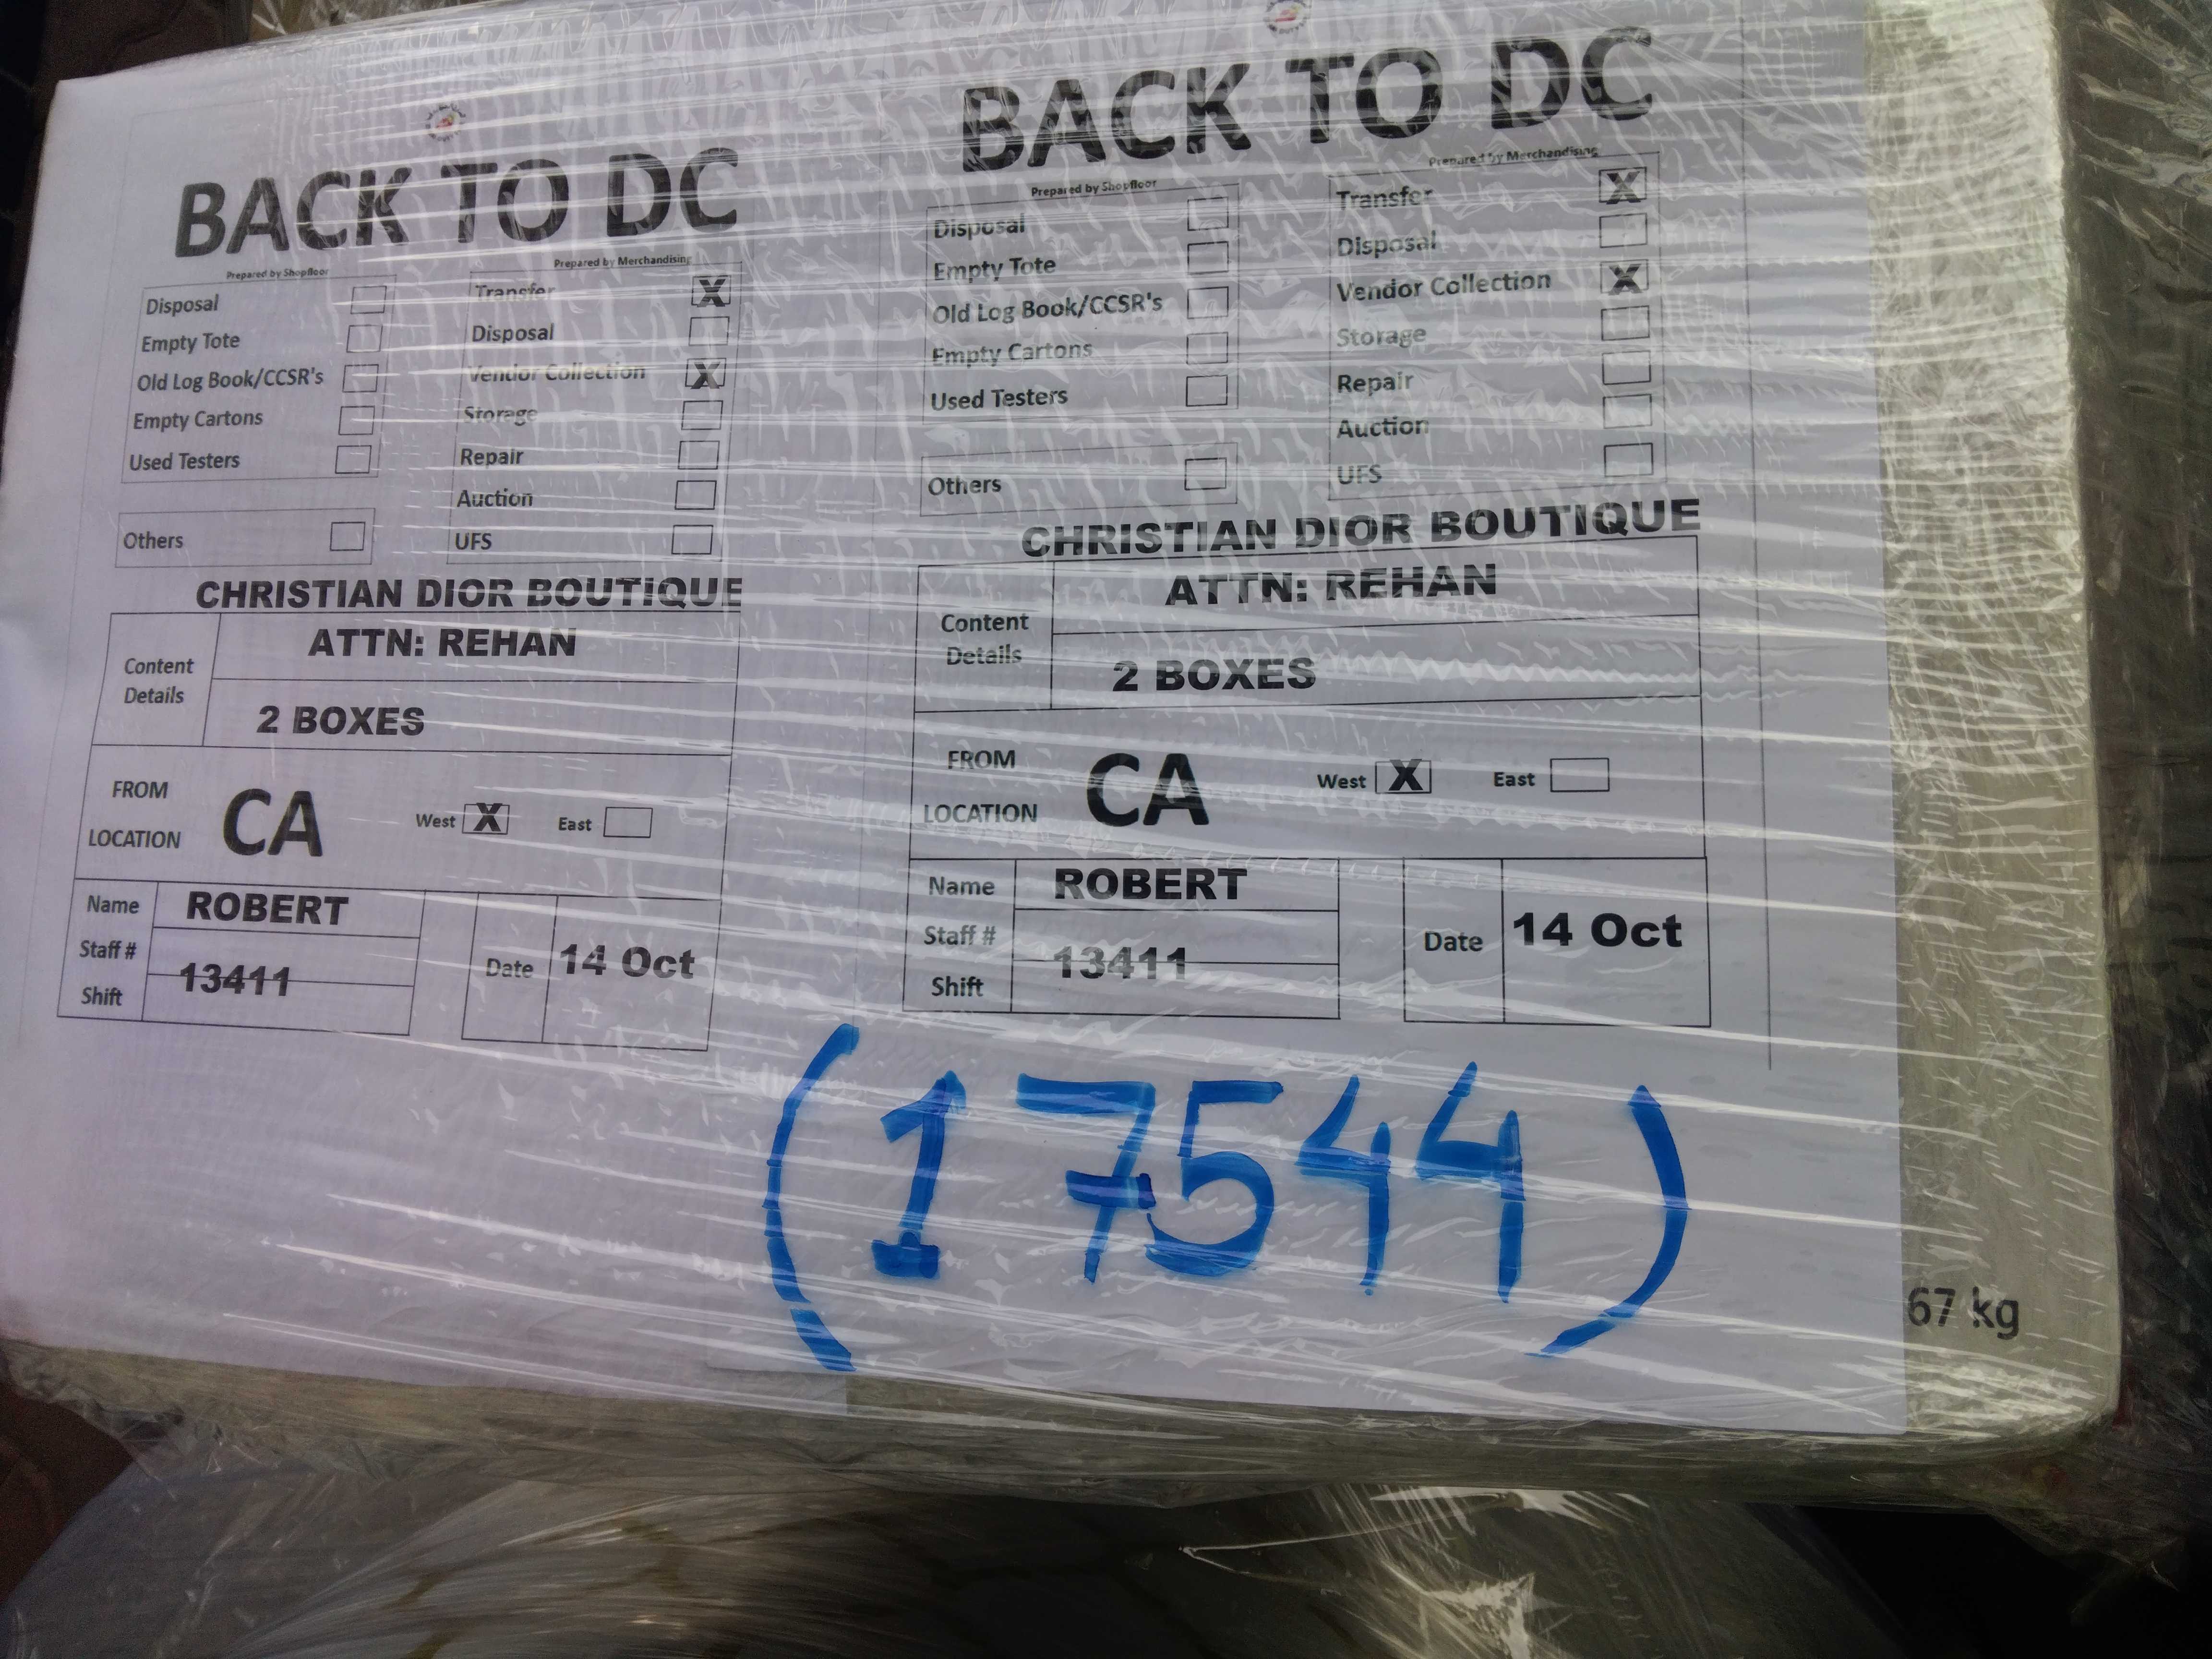 BACK TO DC
Prepared by Shopfloor
Disposal
Empty Tote
Old Log Book/CCSR's
Empty Cartons
Used Testers
Others
Prepared by Merchandising
Transfer X
Disposal
Vendor Collection X
Storage
Repair
Auction
UFS
CHRISTIAN DIOR BOUTIQUE
Content Details
ATTN: REHAN
2 BOXES
FROM LOCATION
CA
West X East
Name ROBERT
Staff # 13411
Shift
Date 14 Oct
BACK TO DC
Prepared by Shopfloor
Disposal
Empty Tote
Old Log Book/CCSR's
Empty Cartons
Used Testers
Others
Prepared by Merchandising
Transfer X
Disposal
Vendor Collection X
Storage
Repair
Auction
UFS
CHRISTIAN DIOR BOUTIQUE
Content Details
ATTN: REHAN
2 BOXES
FROM LOCATION
CA
West X East
Name ROBERT
Staff # 13411
Shift
Date 14 Oct
(17544)
67 kg